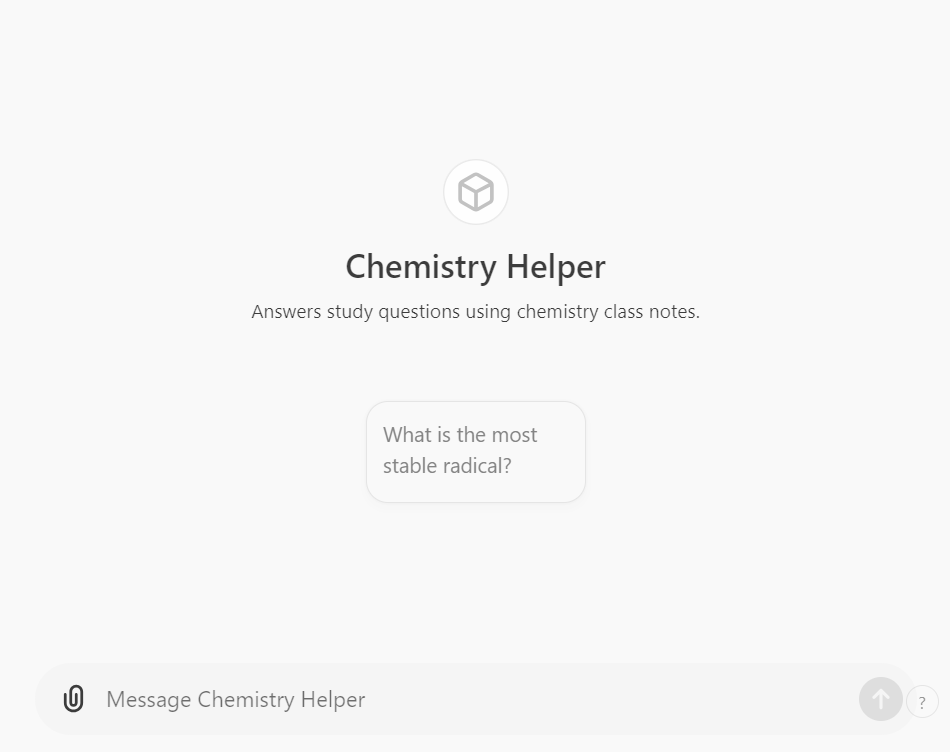 Chemistry Helper
Answers study questions using chemistry class notes.
What is the most
stable radical?
Message Chemistry Helper
?